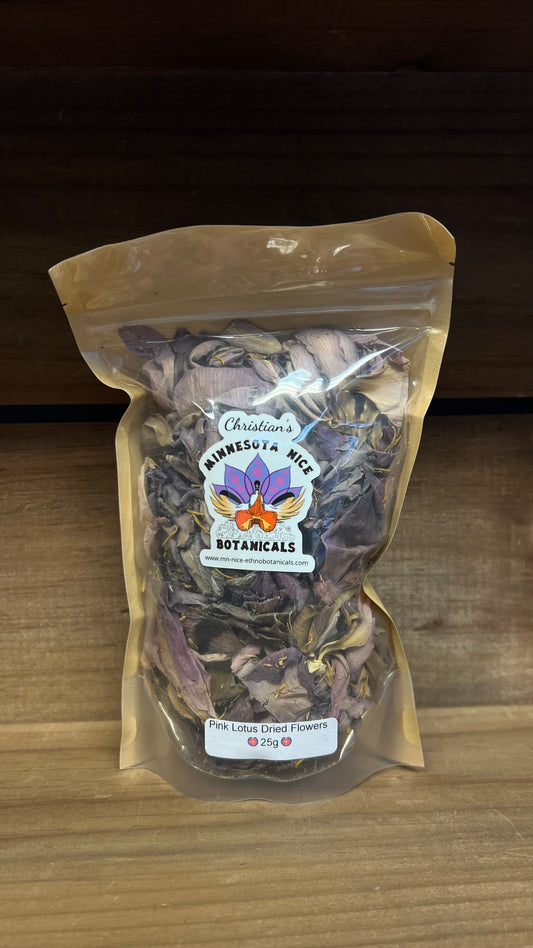 Christian's
MINNESOTA NICE
BOTANICALS
www.mn-nice-ethnobotanicals.com
Pink Lotus Dried Flowers
25g